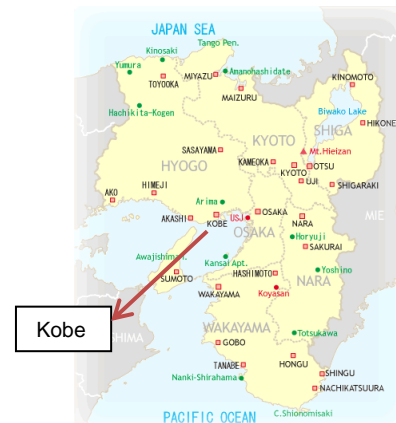 JAPAN SEA
Tango Pen.
Kinosaki
Yumura
TOYOOKA
MIYAZU
Amanohashidate
MAIZURU
KINOMOTO
Hachikita-Kogen
Biwako Lake
HIKONE
KYOTO
SHIGA
SASAYAMA
Mt.Hieizan
HYOGO
KAMEOKA
KYOTO
OTSU
UJI
SHIGARAKI
AKO
HIMEJI
Arima
AKASHI
KOBE
USJ
OSAKA
NARA
MIE
OSAKA
Horyuji
SAKURAI
Awajishima
Kansai Apt.
SUMOTO
HASHIMOTO
Yoshino
NARA
WAKAYAMA
Koyasan
Kobe
SHIMA
WAKAYAMA
Totsukawa
GOBO
HONGU
TANABE
SHINGU
Nanki-Shirahama
NACHIKATSUURA
PACIFIC OCEAN
C.Shionomisaki